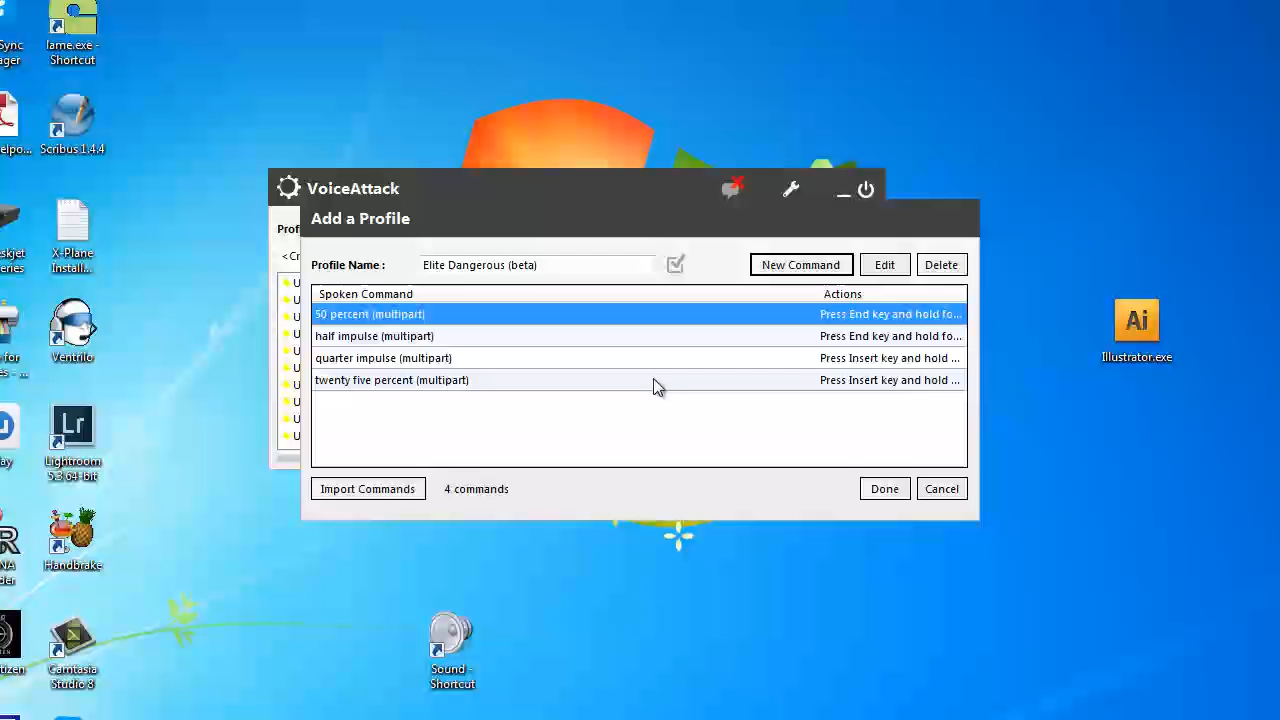 Sync
ager
lame.exe -
Shortcut
elpo...
Scribus 1.4.4
eskjet
eries
X-Plane
Install...
for
es - ...
Ventrilo
ay
Lr
Lightroom
5.3 64-bit
R
NA
der
Handbrake
tizen
Camtasia
Studio 8
VoiceAttack
Prof
<Cr
U
U
U
U
U
U
U
U
U
U
Add a Profile
Profile Name :
Elite Dangerous (beta)
New Command
Edit
Delete
Spoken Command
Actions
50 percent (multipart)
Press End key and hold fo...
half impulse (multipart)
Press End key and hold fo...
quarter impulse (multipart)
Press Insert key and hold ...
twenty five percent (multipart)
Press Insert key and hold ...
Import Commands
4 commands
Done
Cancel
Sound -
Shortcut
Ai
Illustrator.exe